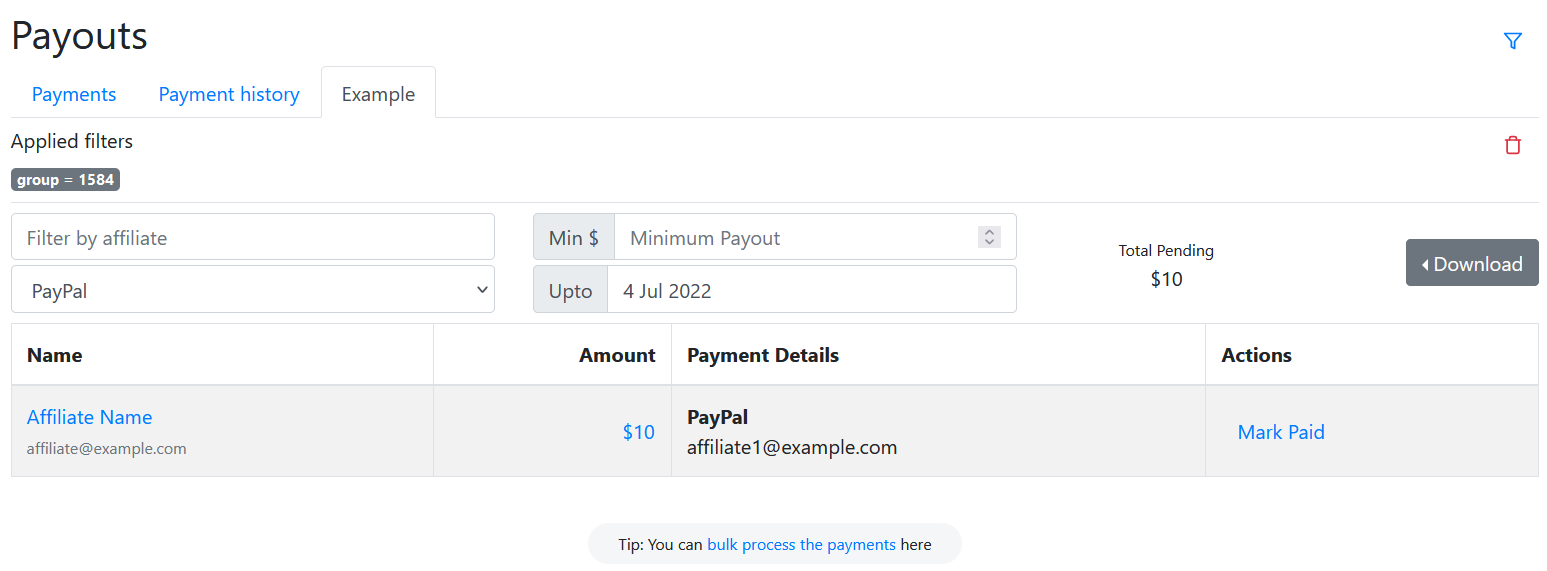 Payouts
Payments Payment history Example
Applied filters
group = 1584
Filter by affiliate
PayPal
Min $ Minimum Payout
Upto 4 Jul 2022
Total Pending
$10
Download
Name Amount Payment Details Actions
Affiliate Name
affiliate@example.com
$10
PayPal
affiliate1@example.com
Mark Paid
Tip: You can bulk process the payments here